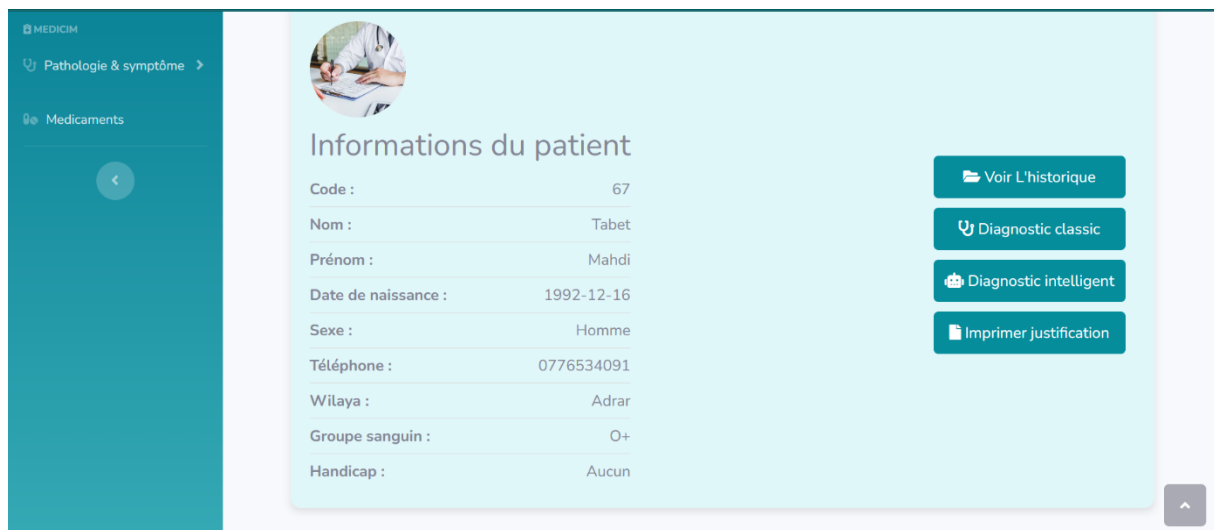 MEDICIM
Pathologie & symptôme
Medicaments
Informations du patient
Code : 67
Nom : Tabet
Prénom : Mahdi
Date de naissance : 1992-12-16
Sexe : Homme
Téléphone : 0776534091
Wilaya : Adrar
Groupe sanguin : O+
Handicap : Aucun
Voir L'historique
Diagnostic classic
Diagnostic intelligent
Imprimer justification